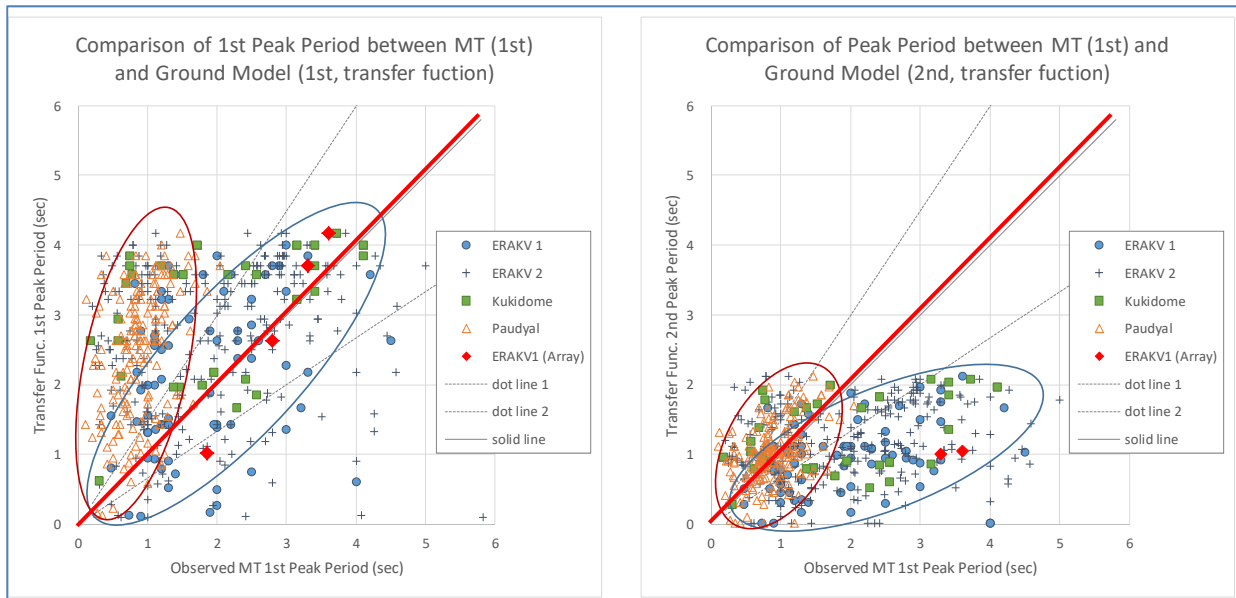 Comparison of 1st Peak Period between MT (1st)
and Ground Model (1st, transfer fuction)
Transfer Func. 1st Peak Period (sec)
6
5
4
3
2
1
0
0 1 2 3 4 5 6
Observed MT 1st Peak Period (sec)
ERAKV 1
ERAKV 2
Kukidome
Paudyal
ERAKV1 (Array)
dot line 1
dot line 2
solid line
Comparison of Peak Period between MT (1st) and
Ground Model (2nd, transfer fuction)
Transfer Func. 2nd Peak Period (sec)
6
5
4
3
2
1
0
0 1 2 3 4 5 6
Observed MT 1st Peak Period (sec)
ERAKV 1
ERAKV 2
Kukidome
Paudyal
ERAKV1 (Array)
dot line 1
dot line 2
solid line